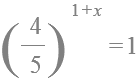 (4/5)^{1+x} = 1